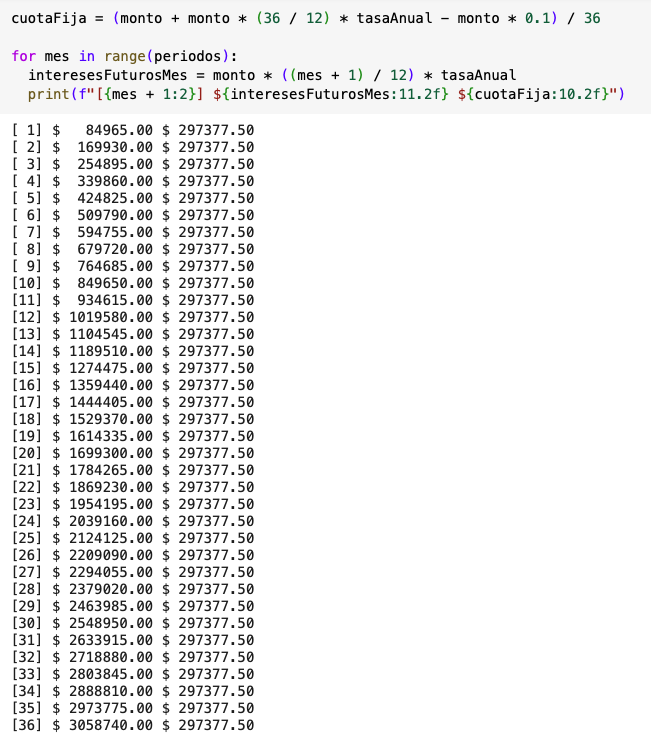 cuotaFija = (monto + monto * (36 / 12) * tasaAnual - monto * 0.1) / 36
for mes in range(periodos):
  interesesFuturosMes = monto * ((mes + 1) / 12) * tasaAnual
  print(f"[{mes + 1:2}] ${interesesFuturosMes:11.2f} ${cuotaFija:10.2f}")
[ 1] $   84965.00 $ 297377.50
[ 2] $  169930.00 $ 297377.50
[ 3] $  254895.00 $ 297377.50
[ 4] $  339860.00 $ 297377.50
[ 5] $  424825.00 $ 297377.50
[ 6] $  509790.00 $ 297377.50
[ 7] $  594755.00 $ 297377.50
[ 8] $  679720.00 $ 297377.50
[ 9] $  764685.00 $ 297377.50
[10] $  849650.00 $ 297377.50
[11] $  934615.00 $ 297377.50
[12] $ 1019580.00 $ 297377.50
[13] $ 1104545.00 $ 297377.50
[14] $ 1189510.00 $ 297377.50
[15] $ 1274475.00 $ 297377.50
[16] $ 1359440.00 $ 297377.50
[17] $ 1444405.00 $ 297377.50
[18] $ 1529370.00 $ 297377.50
[19] $ 1614335.00 $ 297377.50
[20] $ 1699300.00 $ 297377.50
[21] $ 1784265.00 $ 297377.50
[22] $ 1869230.00 $ 297377.50
[23] $ 1954195.00 $ 297377.50
[24] $ 2039160.00 $ 297377.50
[25] $ 2124125.00 $ 297377.50
[26] $ 2209090.00 $ 297377.50
[27] $ 2294055.00 $ 297377.50
[28] $ 2379020.00 $ 297377.50
[29] $ 2463985.00 $ 297377.50
[30] $ 2548950.00 $ 297377.50
[31] $ 2633915.00 $ 297377.50
[32] $ 2718880.00 $ 297377.50
[33] $ 2803845.00 $ 297377.50
[34] $ 2888810.00 $ 297377.50
[35] $ 2973775.00 $ 297377.50
[36] $ 3058740.00 $ 297377.50